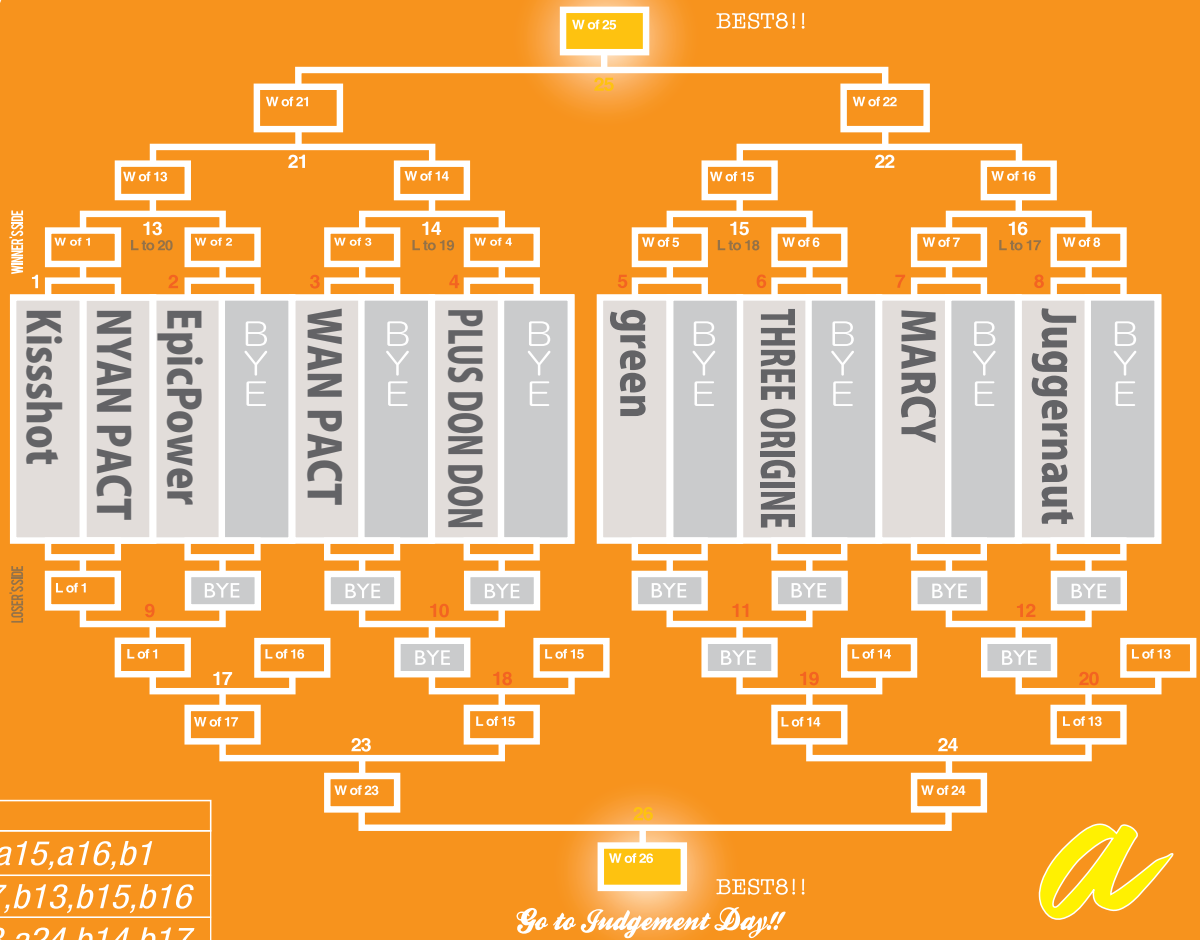 W of 25
BEST8!!
25
W of 21
W of 22
21
22
W of 13
W of 14
W of 15
W of 16
13
14
15
16
L to 20
L to 19
L to 18
L to 17
WINNER'S SIDE
W of 1
W of 2
W of 3
W of 4
W of 5
W of 6
W of 7
W of 8
1
2
3
4
5
6
7
8
Kissshot
NYAN PACT
EpicPower
BYE
WAN PACT
BYE
PLUS DON DON
BYE
green
BYE
THREE ORIGINE
BYE
MARCY
BYE
Juggernaut
BYE
LOSER'S SIDE
L of 1
BYE
BYE
BYE
BYE
BYE
BYE
BYE
9
10
11
12
L of 1
L of 16
BYE
L of 15
BYE
L of 14
BYE
L of 13
17
18
19
20
W of 17
L of 15
L of 14
L of 13
23
24
W of 23
W of 24
26
W of 26
BEST8!!
Go to Judgement Day!!
a15,a16,b1
,b13,b15,b16
,a24,b14,b17
a